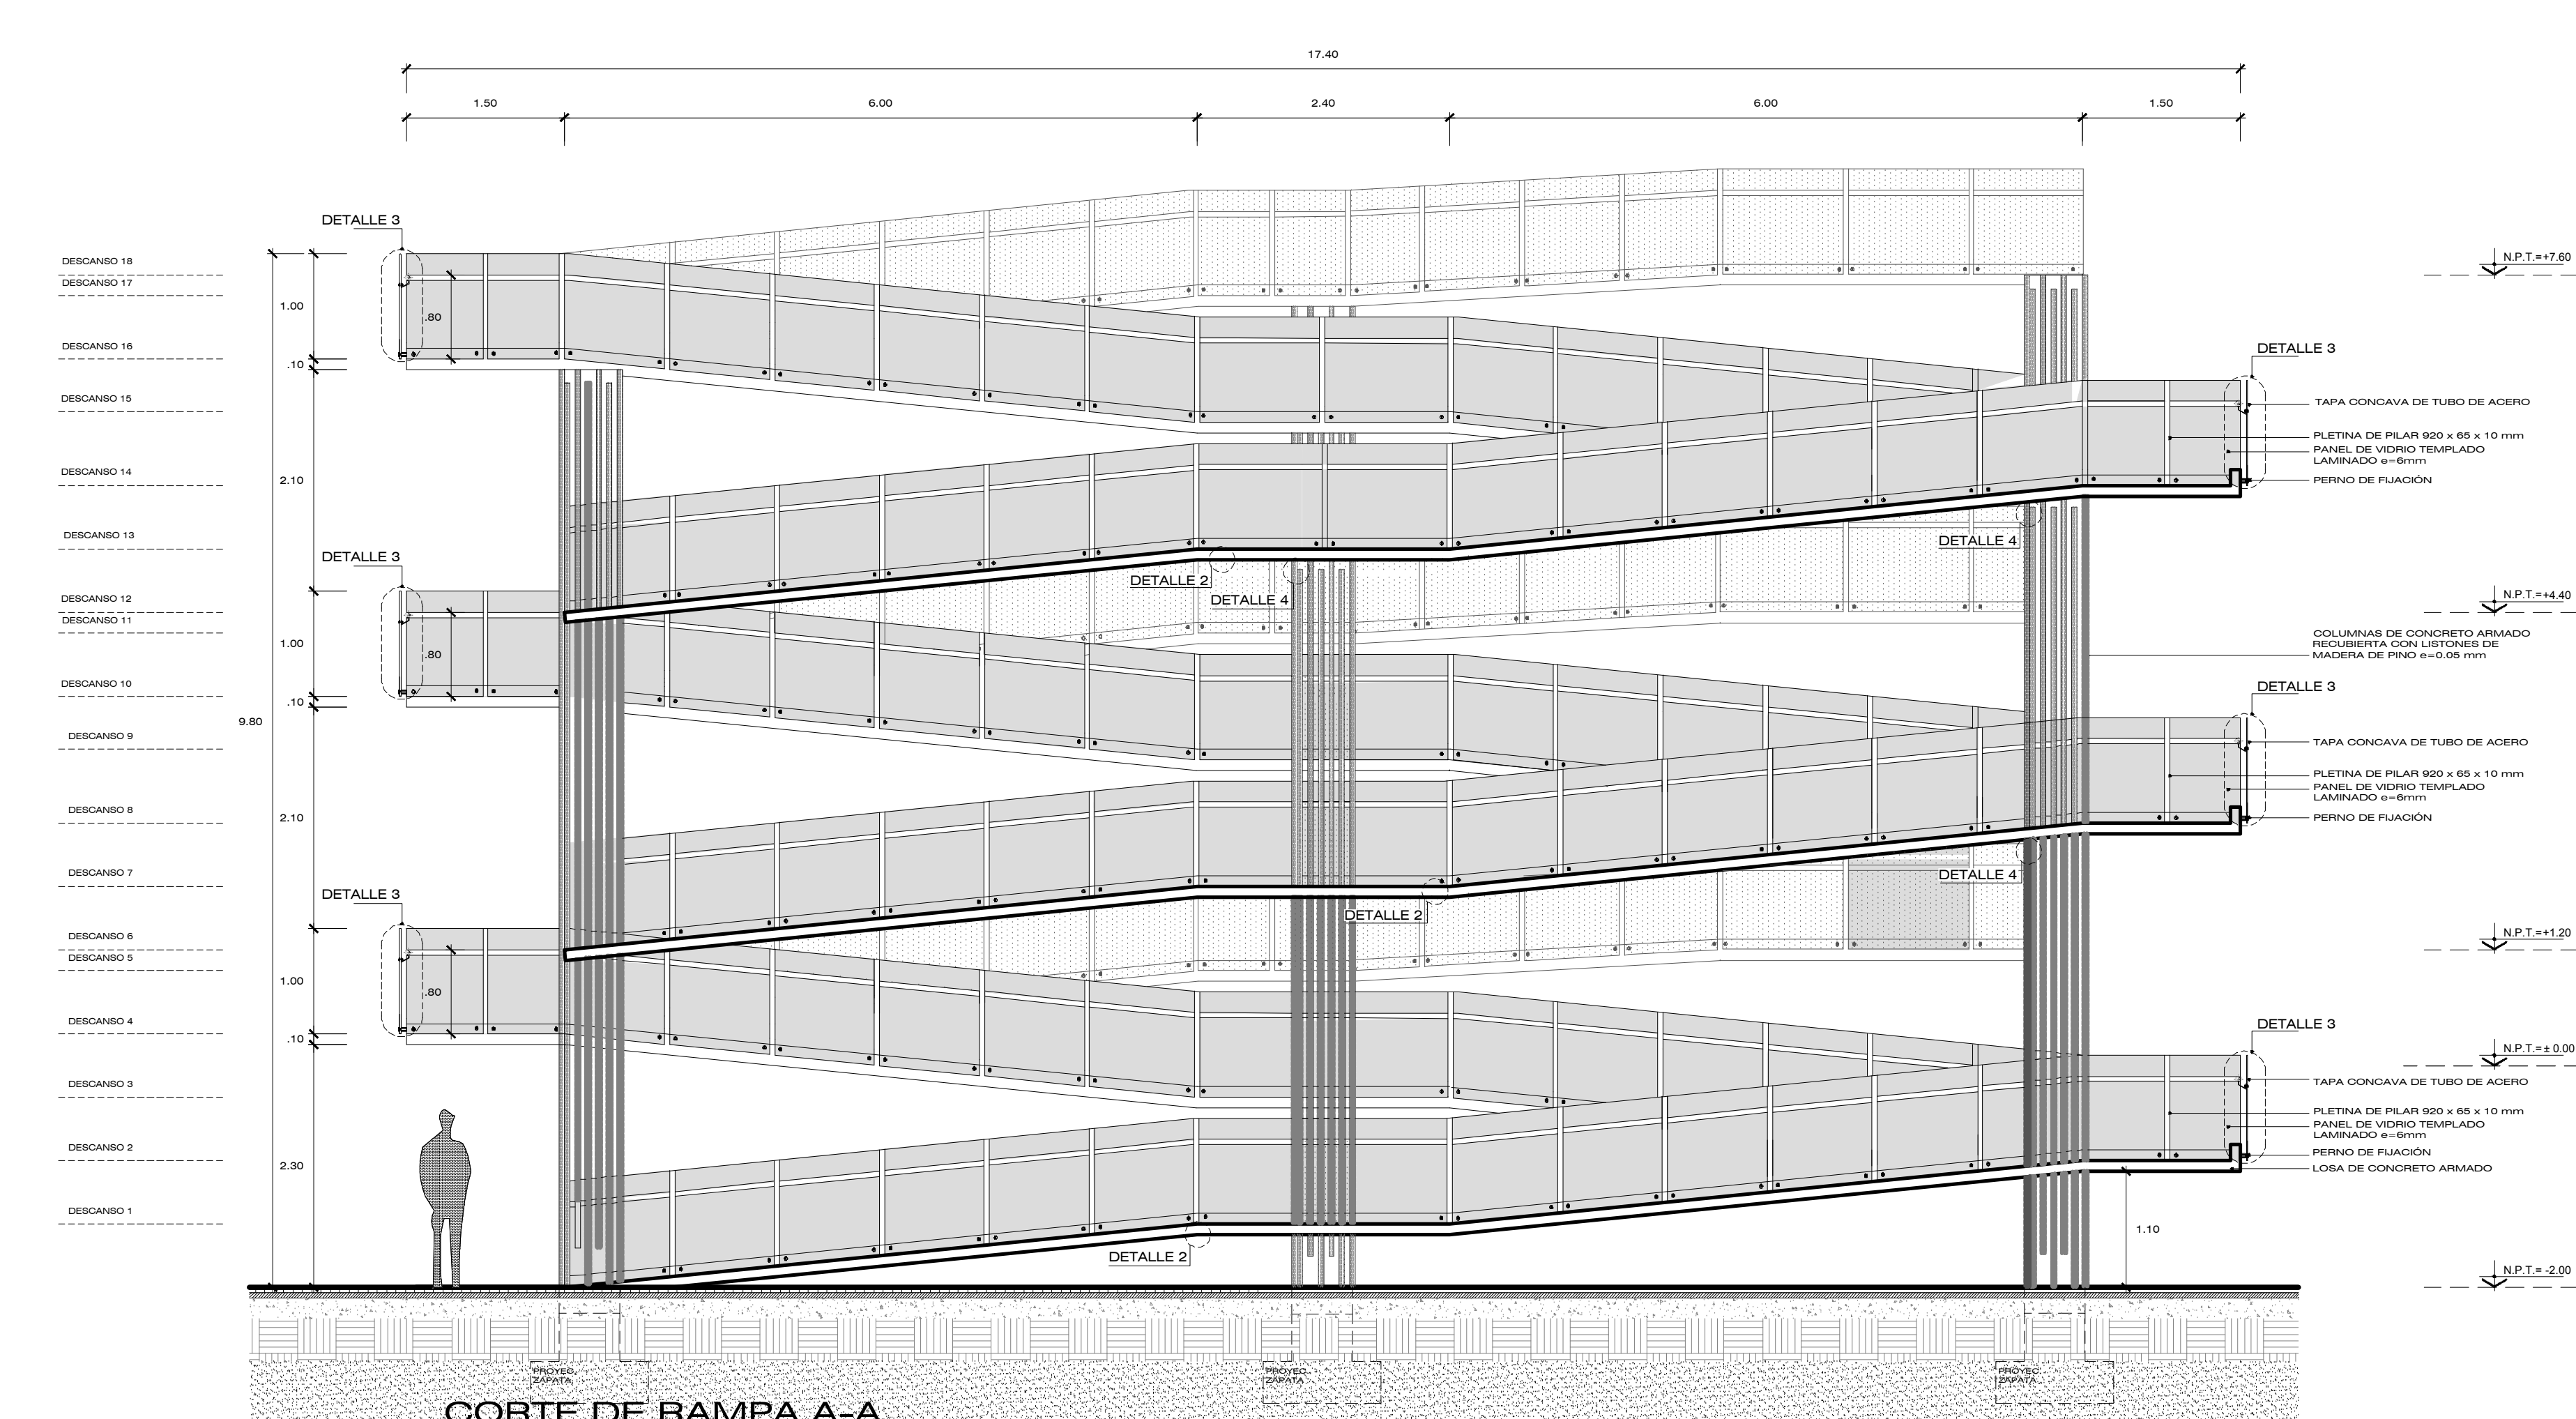 17.40
1.50
6.00
2.40
6.00
1.50
DETALLE 3
DESCANSO 18
DESCANSO 17
1.00
.80
DESCANSO 16
.10
DESCANSO 15
DESCANSO 14
2.10
DESCANSO 13
DETALLE 3
DESCANSO 12
DESCANSO 11
1.00
.80
DESCANSO 10
.10
9.80
DESCANSO 9
DESCANSO 8
2.10
DESCANSO 7
DETALLE 3
DESCANSO 6
DESCANSO 5
1.00
.80
DESCANSO 4
.10
DESCANSO 3
DESCANSO 2
2.30
DESCANSO 1
DETALLE 2
DETALLE 4
DETALLE 4
DETALLE 2
DETALLE 4
DETALLE 2
N.P.T.=+7.60
DETALLE 3
TAPA CONCAVA DE TUBO DE ACERO
PLETINA DE PILAR 920 x 65 x 10 mm
PANEL DE VIDRIO TEMPLADO
LAMINADO e=6mm
PERNO DE FIJACIÓN
N.P.T.=+4.40
COLUMNAS DE CONCRETO ARMADO
RECUBIERTA CON LISTONES DE
MADERA DE PINO e=0.05 mm
DETALLE 3
TAPA CONCAVA DE TUBO DE ACERO
PLETINA DE PILAR 920 x 65 x 10 mm
PANEL DE VIDRIO TEMPLADO
LAMINADO e=6mm
PERNO DE FIJACIÓN
N.P.T.=+1.20
DETALLE 3
N.P.T.=± 0.00
TAPA CONCAVA DE TUBO DE ACERO
PLETINA DE PILAR 920 x 65 x 10 mm
PANEL DE VIDRIO TEMPLADO
LAMINADO e=6mm
PERNO DE FIJACIÓN
LOSA DE CONCRETO ARMADO
1.10
N.P.T.= -2.00
PROYEC.
ZAPATA
PROYEC.
ZAPATA
PROYEC.
ZAPATA
CORTE DE RAMPA A-A